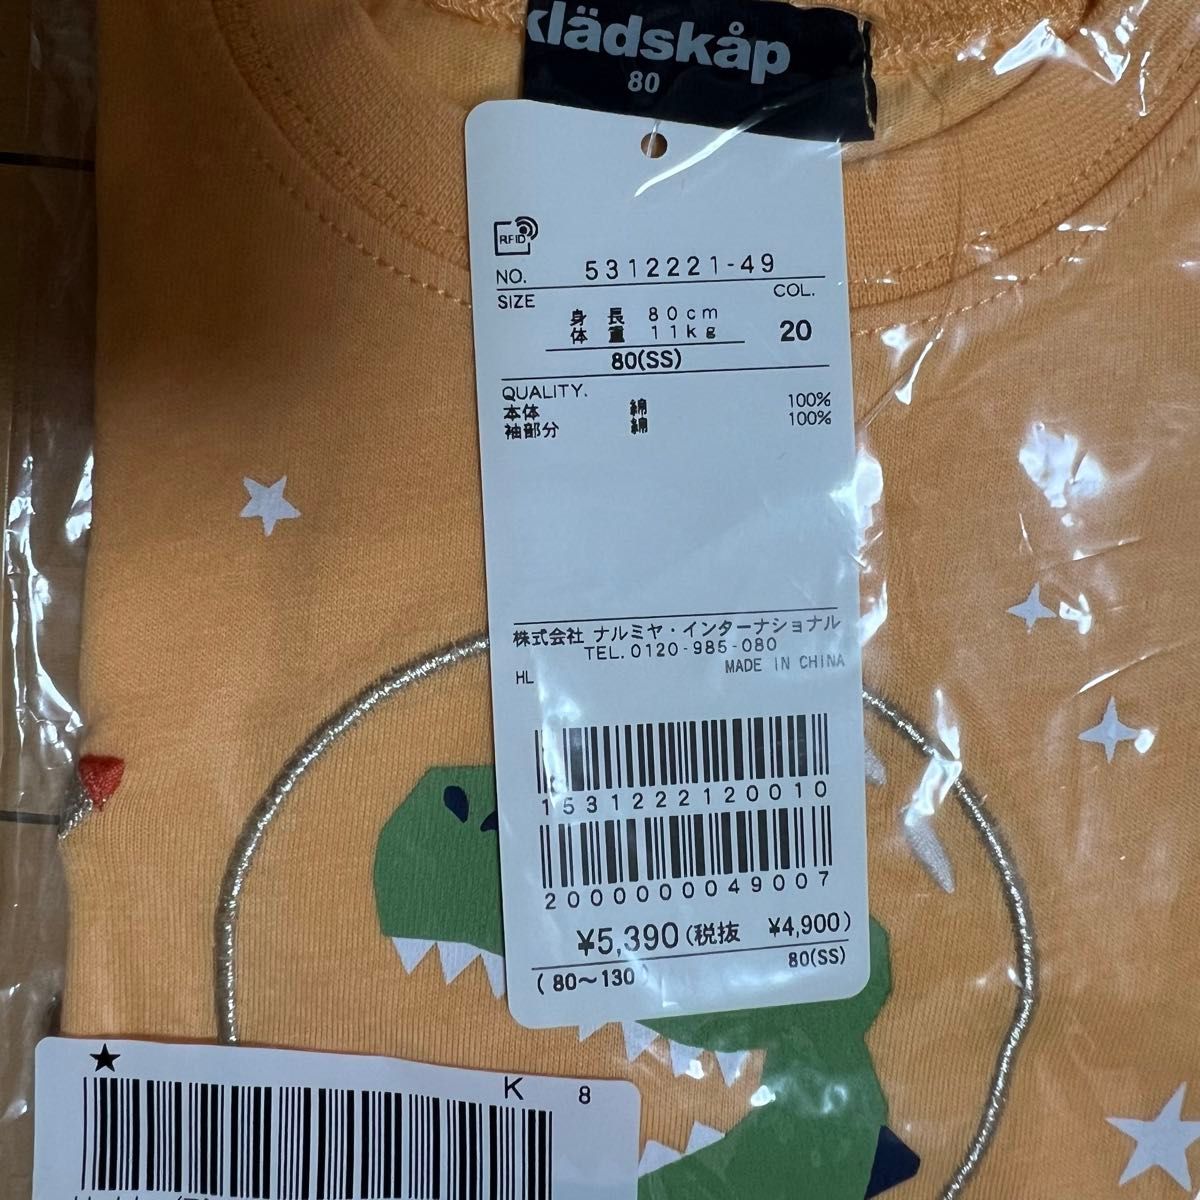 klädskåp
80
RFID
NO. 5312221-49
SIZE COL.
身長 80cm
体重 11kg 20
80(SS)
QUALITY.
本体 綿 100%
袖部分 綿 100%
株式会社 ナルミヤ・インターナショナル
TEL.0120-985-080
HL MADE IN CHINA
1531222120010
2000000049007
¥5,390(税抜 ¥4,900)
(80〜130) 80(SS)
★ K 8